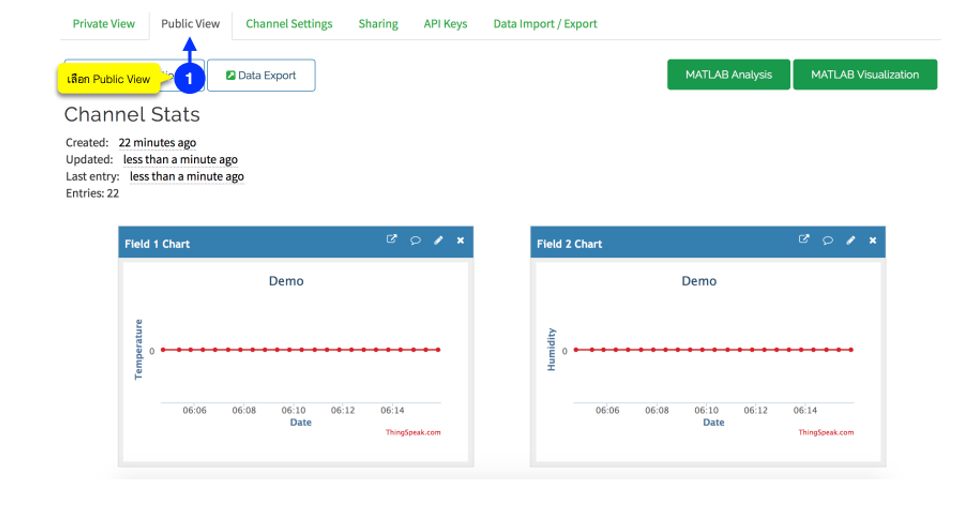 Private View
Public View
Channel Settings
Sharing
API Keys
Data Import / Export
เลือก Public View
1
Data Export
MATLAB Analysis
MATLAB Visualization
Channel Stats
Created: 22 minutes ago
Updated: less than a minute ago
Last entry: less than a minute ago
Entries: 22
Field 1 Chart
Demo
Temperature
0
06:06 06:08 06:10 06:12 06:14
Date
ThingSpeak.com
Field 2 Chart
Demo
Humidity
0
06:06 06:08 06:10 06:12 06:14
Date
ThingSpeak.com